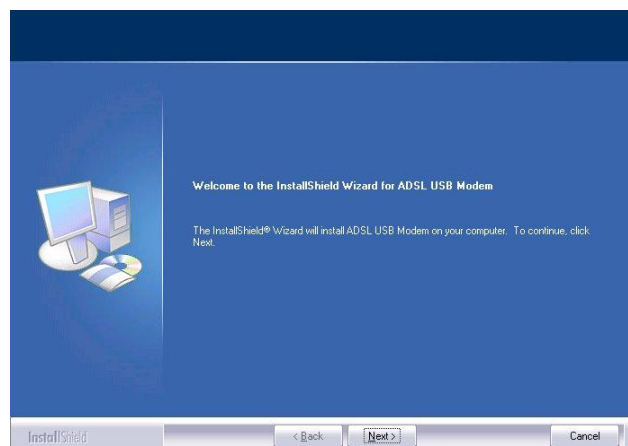 Welcome to the InstallShield Wizard for ADSL USB Modem
The InstallShield® Wizard will install ADSL USB Modem on your computer. To continue, click
Next.
InstallShield
< Back
Next >
Cancel